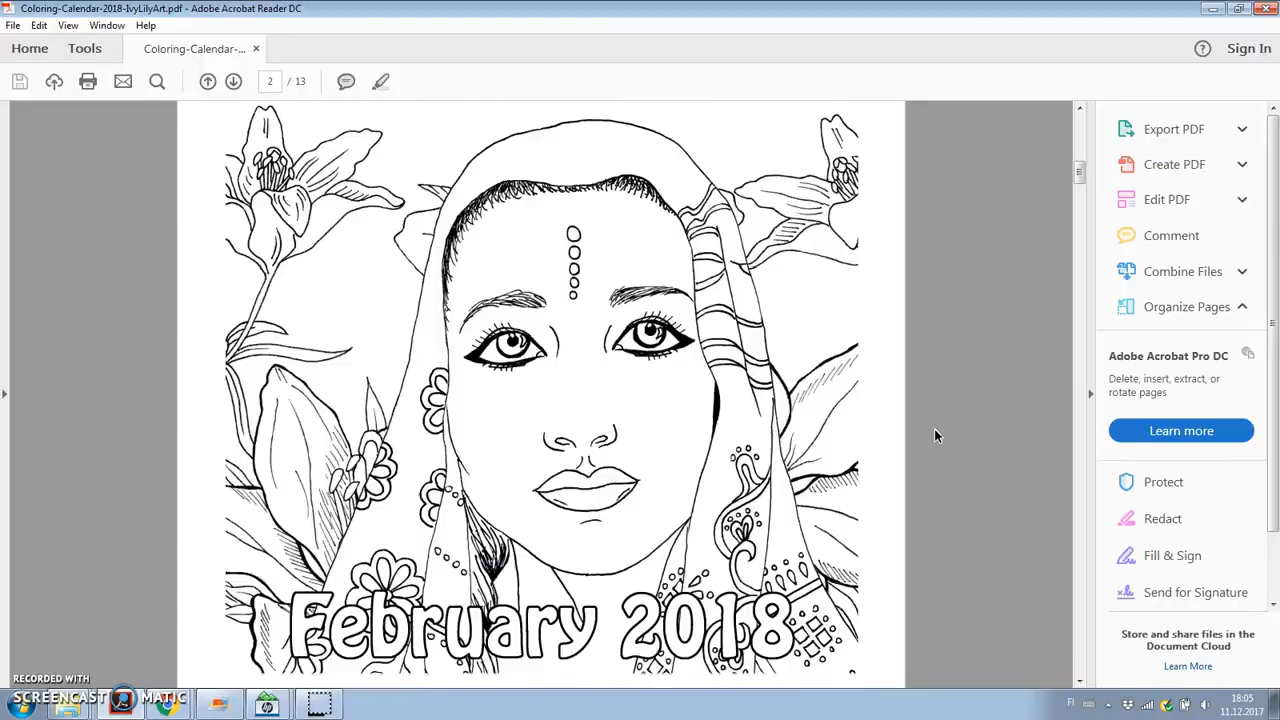 Coloring-Calendar-2018-IvyLilyArt.pdf - Adobe Acrobat Reader DC
File Edit View Window Help
Home Tools Coloring-Calendar-... × Sign In
2 / 13
Export PDF
Create PDF
Edit PDF
Comment
Combine Files
Organize Pages
Adobe Acrobat Pro DC
Delete, insert, extract, or
rotate pages
Learn more
Protect
Redact
Fill & Sign
Send for Signature
Store and share files in the
Document Cloud
Learn More
February 2018
RECORDED WITH
SCREENCAST MATIC
FI
18:05
11.12.2017